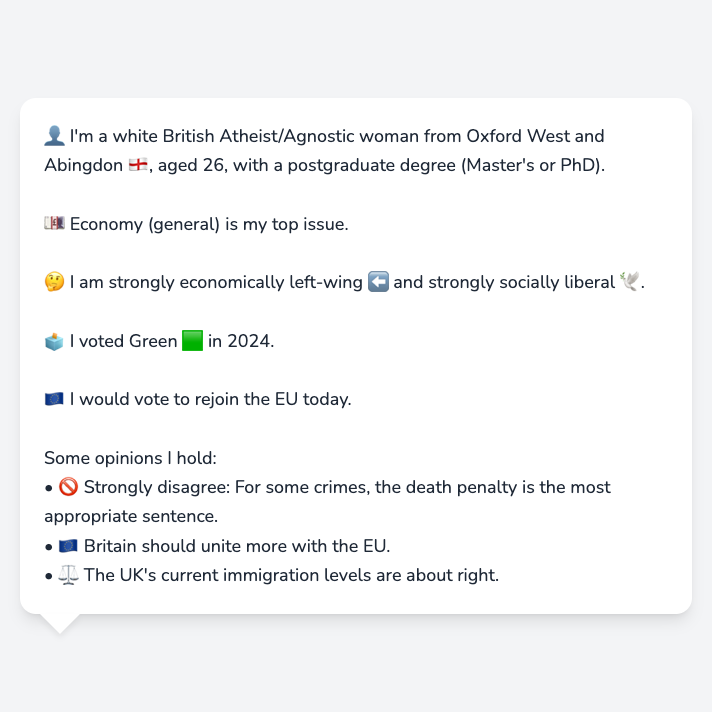 👤 I'm a white British Atheist/Agnostic woman from Oxford West and
Abingdon 🏴󠁧󠁢󠁥󠁮󠁧󠁿, aged 26, with a postgraduate degree (Master's or PhD).
💷 Economy (general) is my top issue.
🤔 I am strongly economically left-wing ⬅️ and strongly socially liberal 🕊️.
🗳️ I voted Green 🟩 in 2024.
🇪🇺 I would vote to rejoin the EU today.
Some opinions I hold:
• 🚫 Strongly disagree: For some crimes, the death penalty is the most
appropriate sentence.
• 🇪🇺 Britain should unite more with the EU.
• ⚖️ The UK's current immigration levels are about right.